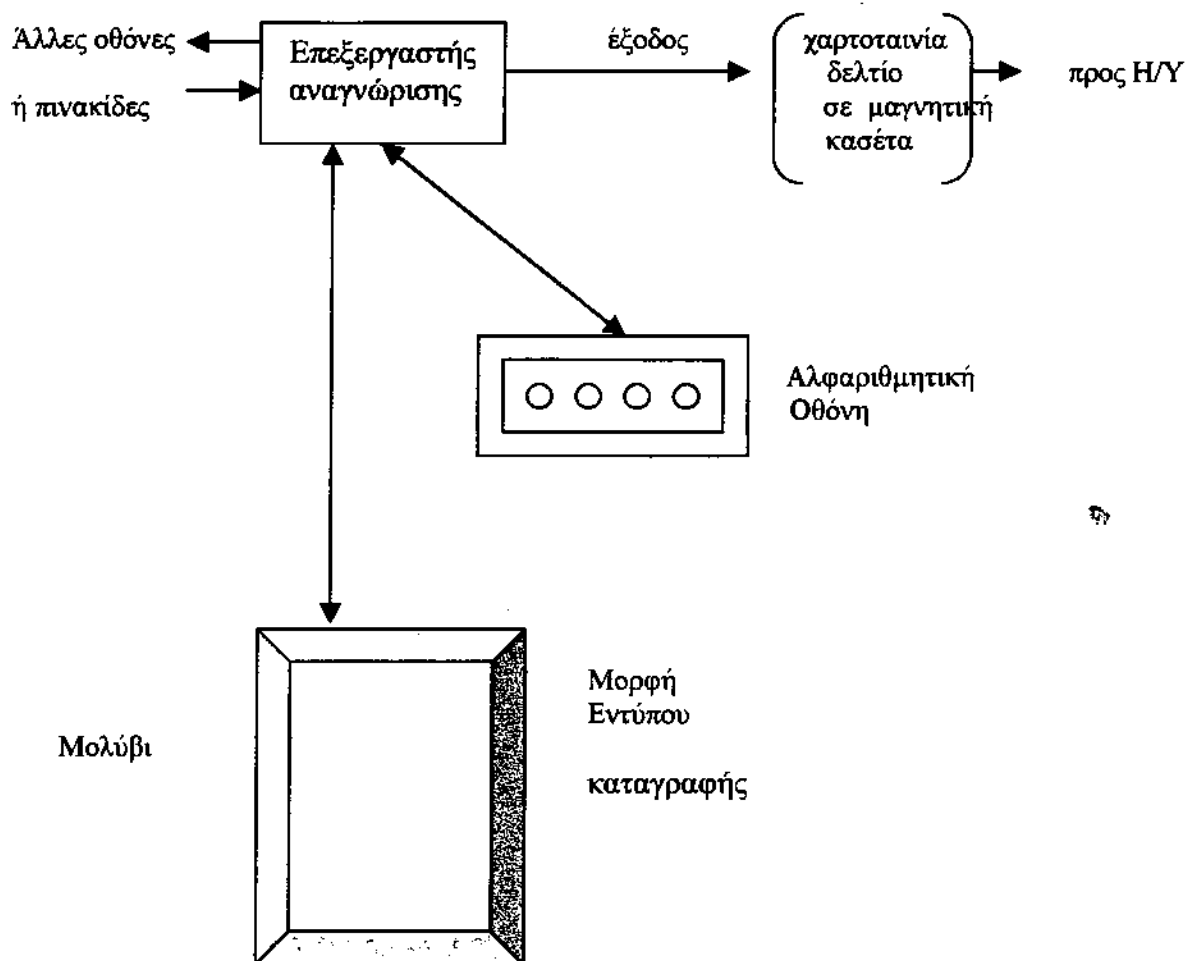 Άλλες οθόνες
ή πινακίδες
Επεξεργαστής
αναγνώρισης
έξοδος
χαρτοταινία
δελτίο
σε μαγνητική
κασέτα
προς Η/Υ
Αλφαριθμητική
Οθόνη
Μολύβι
Μορφή
Εντύπου
καταγραφής